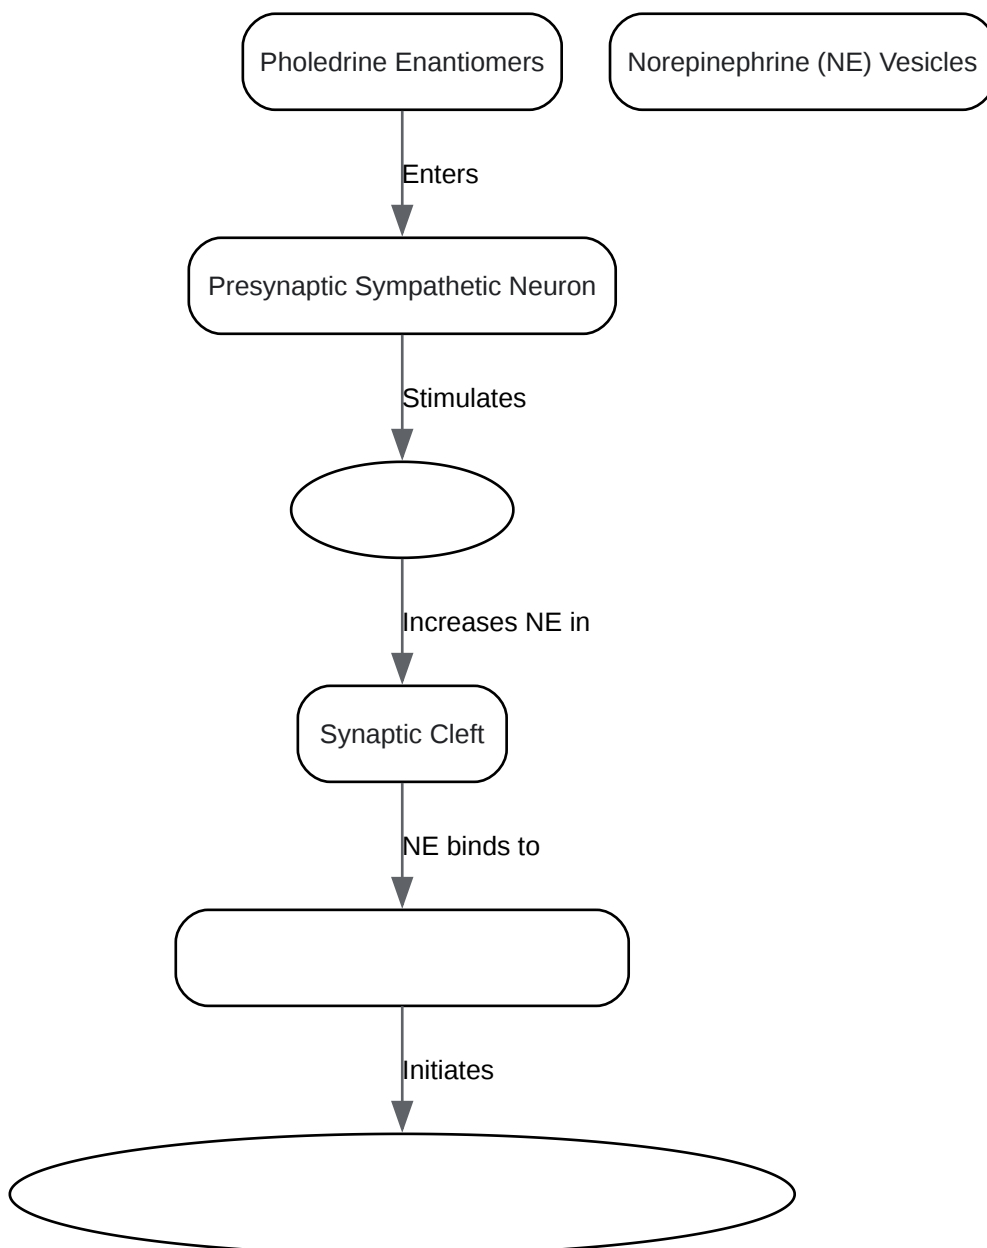 Pholedrine Enantiomers
Norepinephrine (NE) Vesicles
Enters
Presynaptic Sympathetic Neuron
Stimulates
Increases NE in
Synaptic Cleft
NE binds to
Initiates